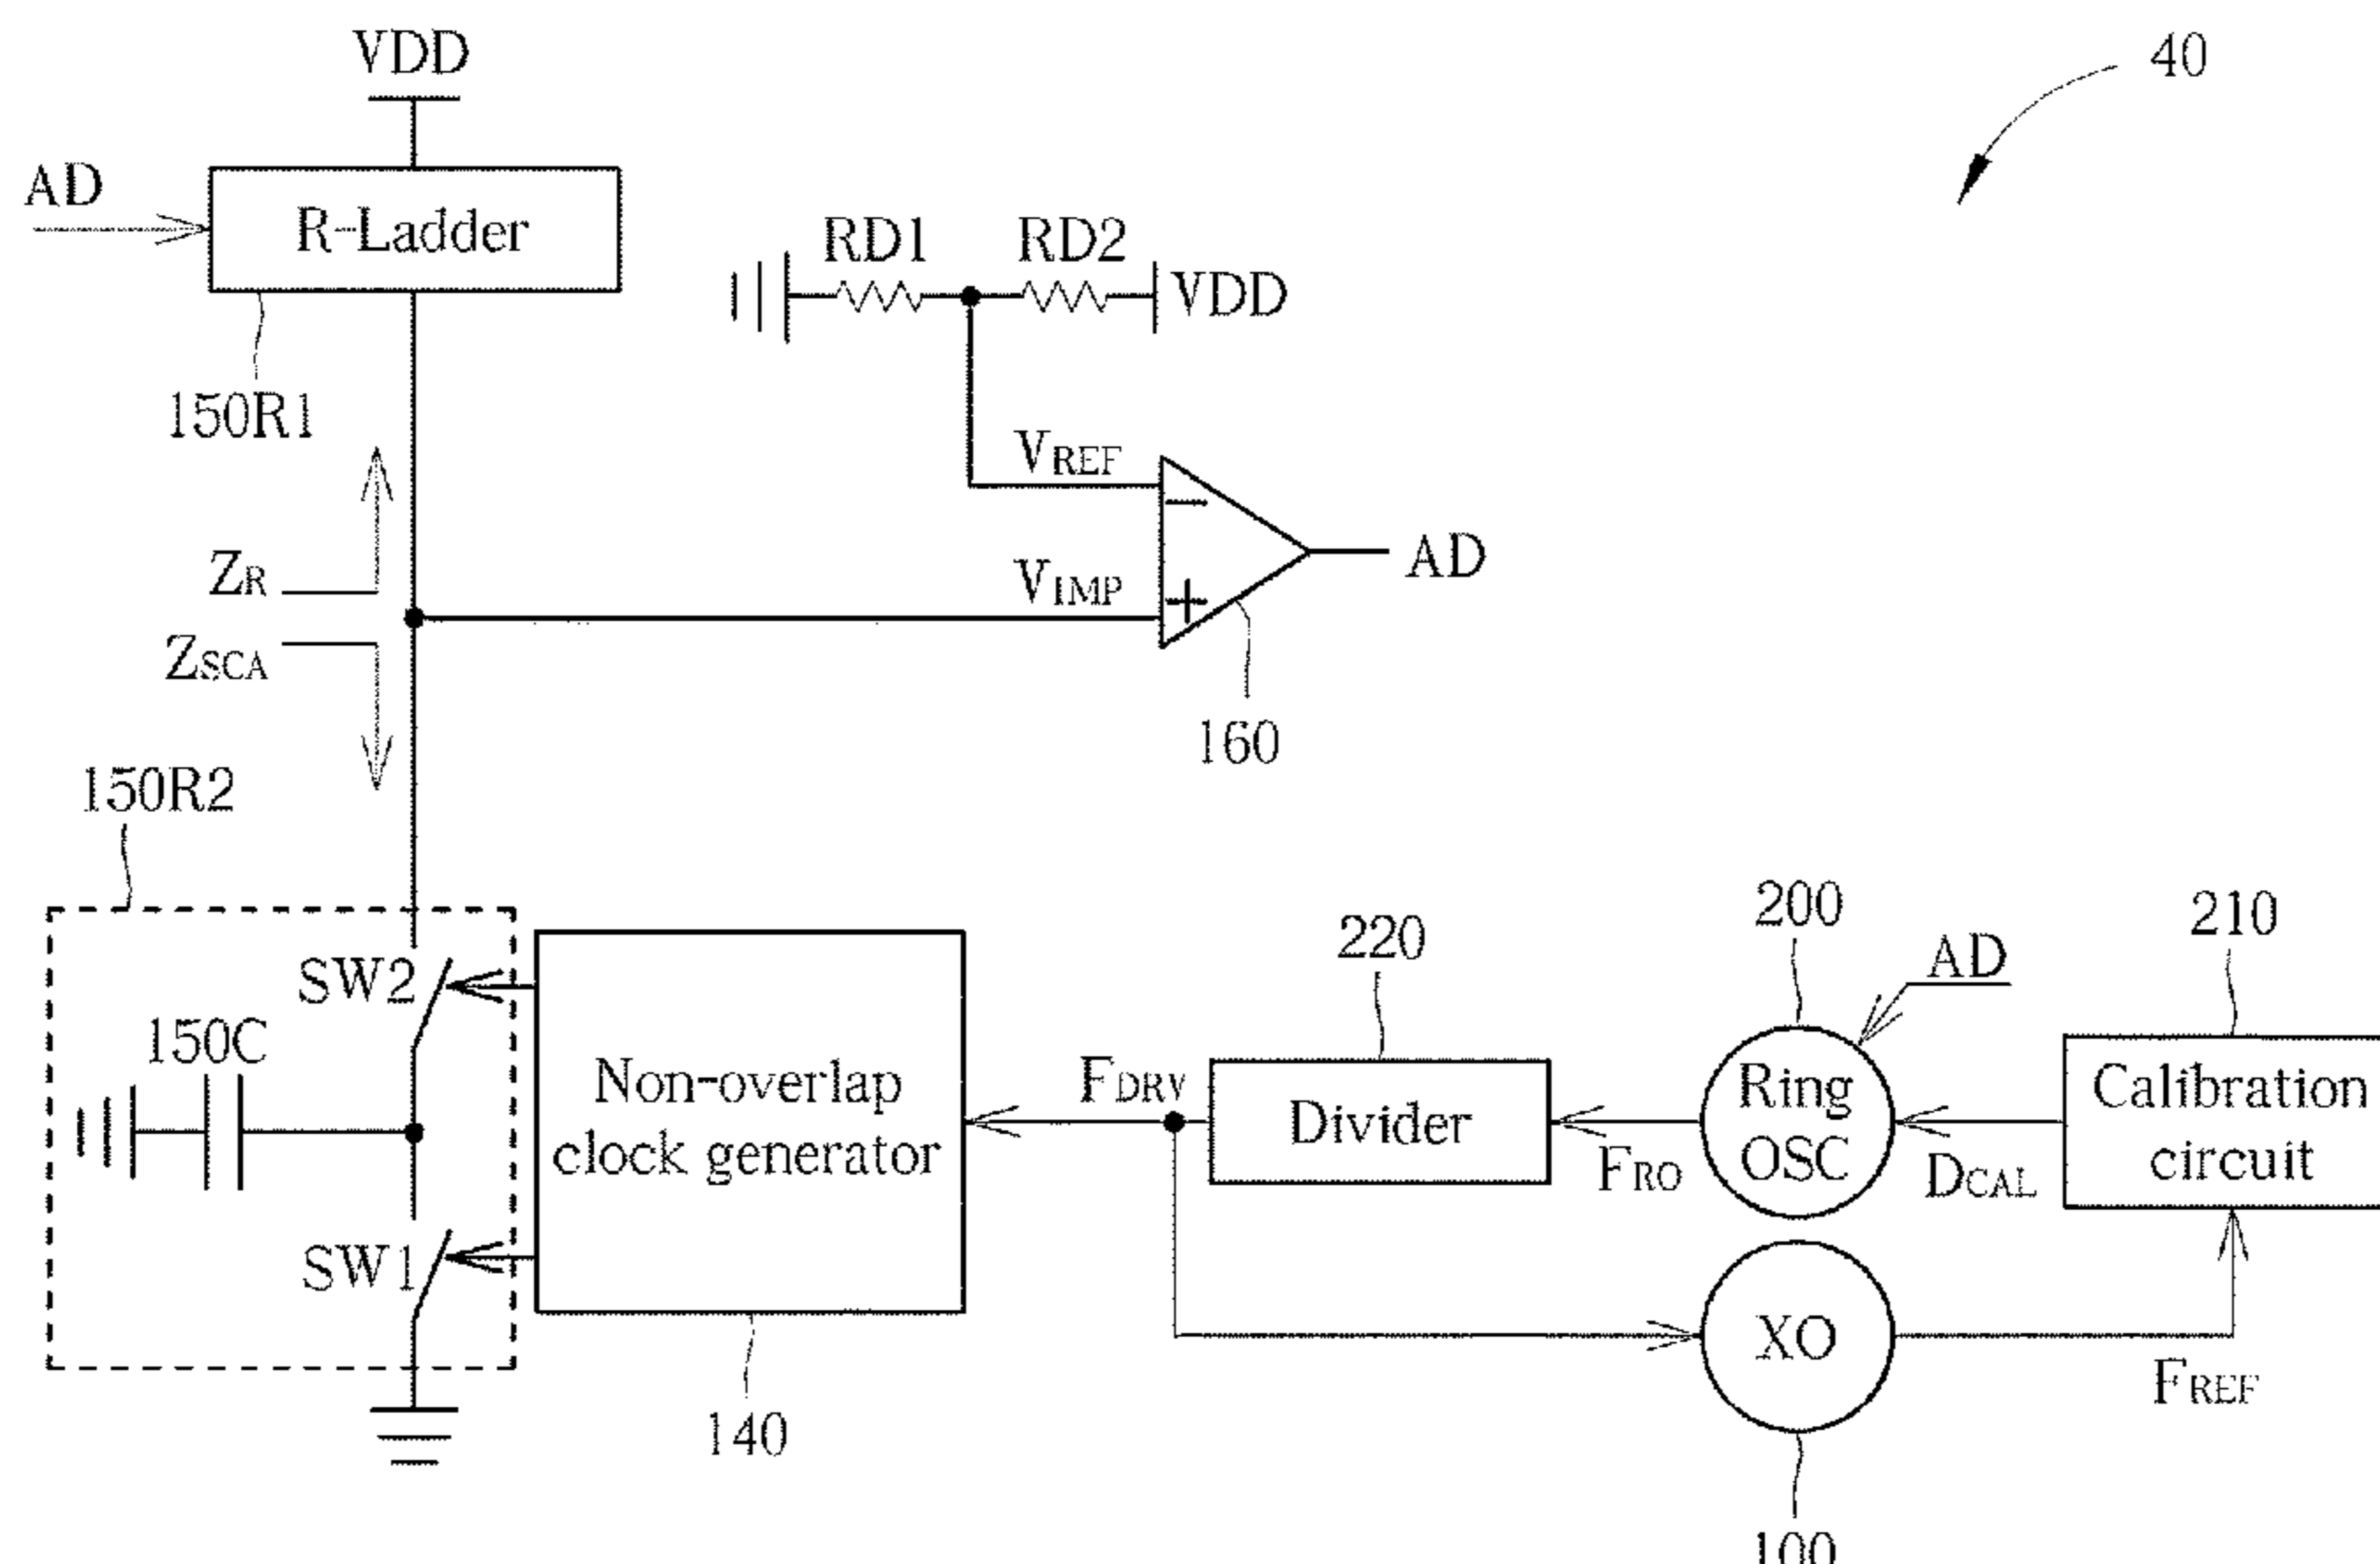 VDD
40
AD
R-Ladder
RD1
RD2
VDD
150R1
VREF
ZR
VIMP
AD
ZSCA
160
150R2
200
210
220
AD
SW2
150C
Non-overlap
clock generator
FDRV
Divider
Ring
OSC
Calibration
circuit
FRO
DCAL
SW1
XO
FREF
140
100